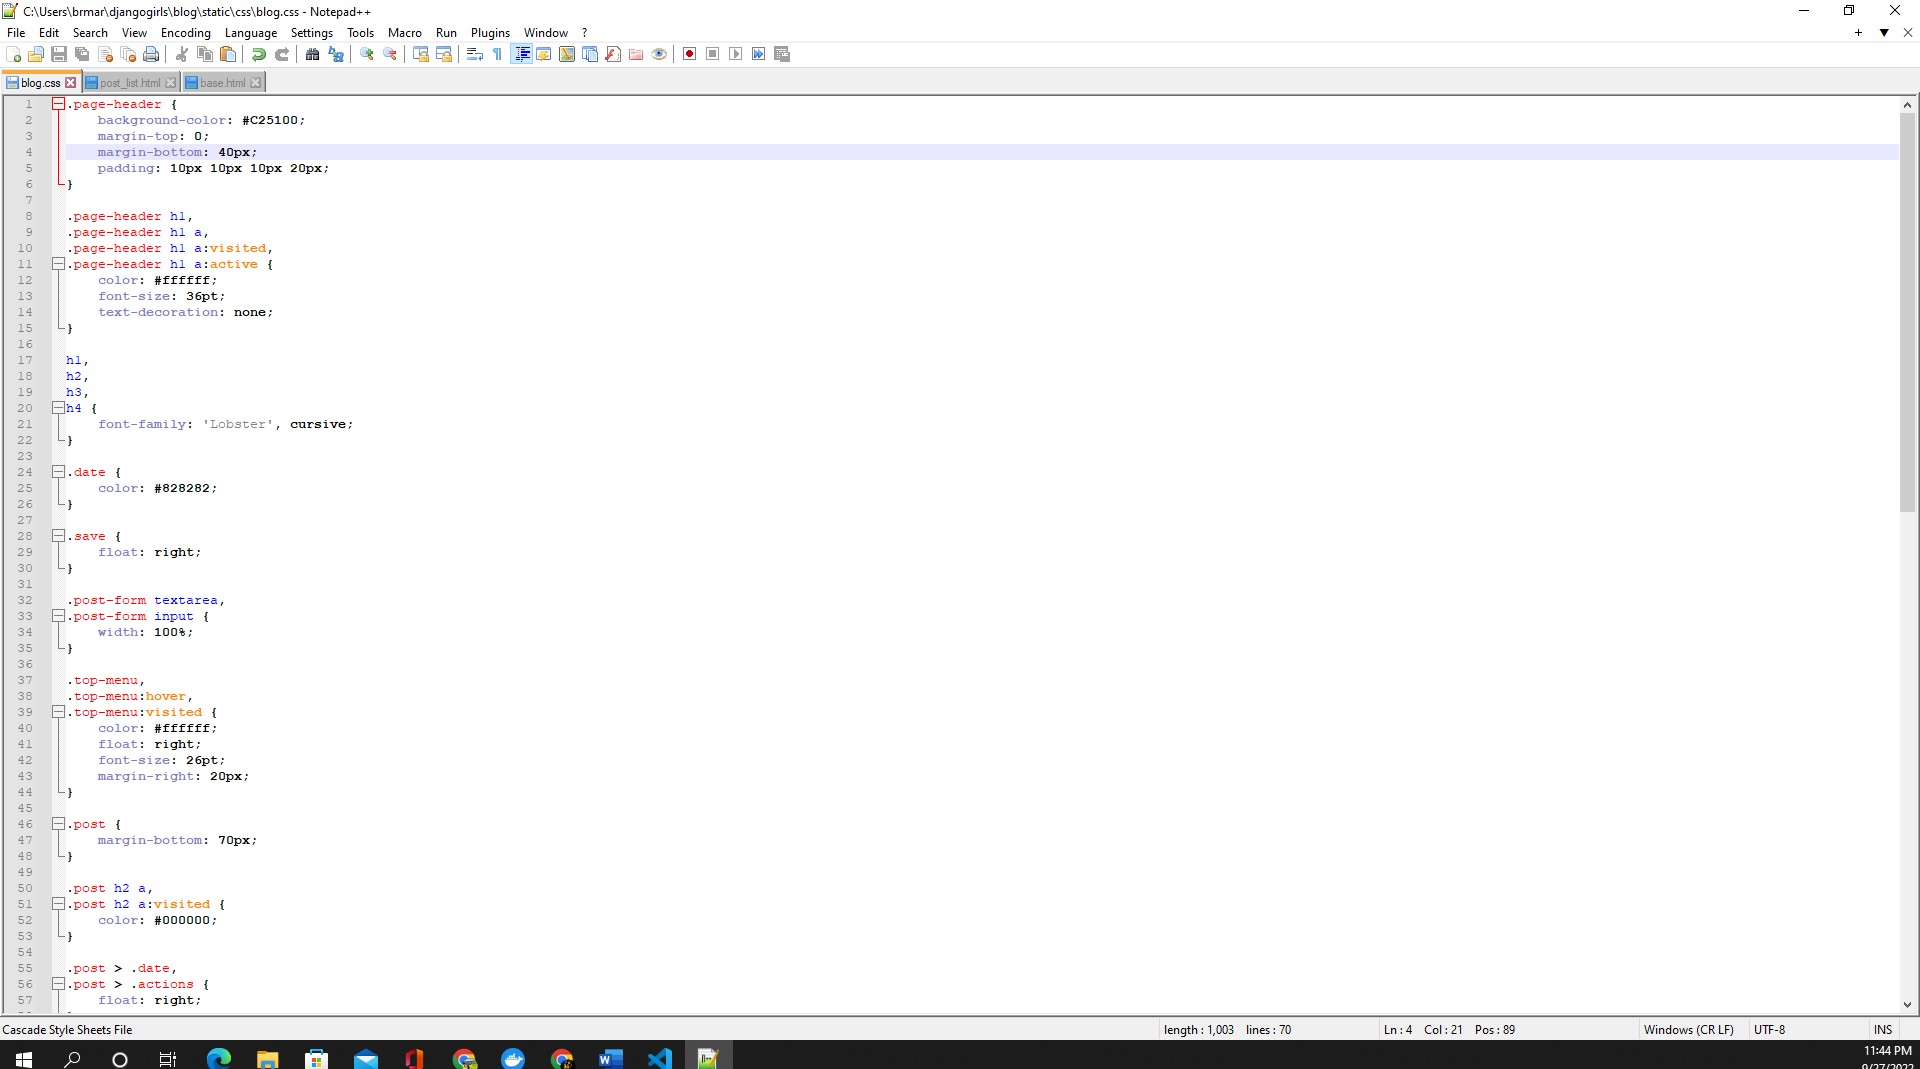 C:\Users\brmar\djangogirls\blog\static\css\blog.css - Notepad++
File Edit Search View Encoding Language Settings Tools Macro Run Plugins Window ?
blog.css post_list.html base.html
1 .page-header {
2 background-color: #C25100;
3 margin-top: 0;
4 margin-bottom: 40px;
5 padding: 10px 10px 10px 20px;
6 }
7
8 .page-header h1,
9 .page-header h1 a,
10 .page-header h1 a:visited,
11 .page-header h1 a:active {
12 color: #ffffff;
13 font-size: 36pt;
14 text-decoration: none;
15 }
16
17 h1,
18 h2,
19 h3,
20 h4 {
21 font-family: 'Lobster', cursive;
22 }
23
24 .date {
25 color: #828282;
26 }
27
28 .save {
29 float: right;
30 }
31
32 .post-form textarea,
33 .post-form input {
34 width: 100%;
35 }
36
37 .top-menu,
38 .top-menu:hover,
39 .top-menu:visited {
40 color: #ffffff;
41 float: right;
42 font-size: 26pt;
43 margin-right: 20px;
44 }
45
46 .post {
47 margin-bottom: 70px;
48 }
49
50 .post h2 a,
51 .post h2 a:visited {
52 color: #000000;
53 }
54
55 .post > .date,
56 .post > .actions {
57 float: right;
Cascade Style Sheets File length : 1,003 lines : 70 Ln : 4 Col : 21 Pos : 89 Windows (CR LF) UTF-8 INS
11:44 PM
9/27/2022